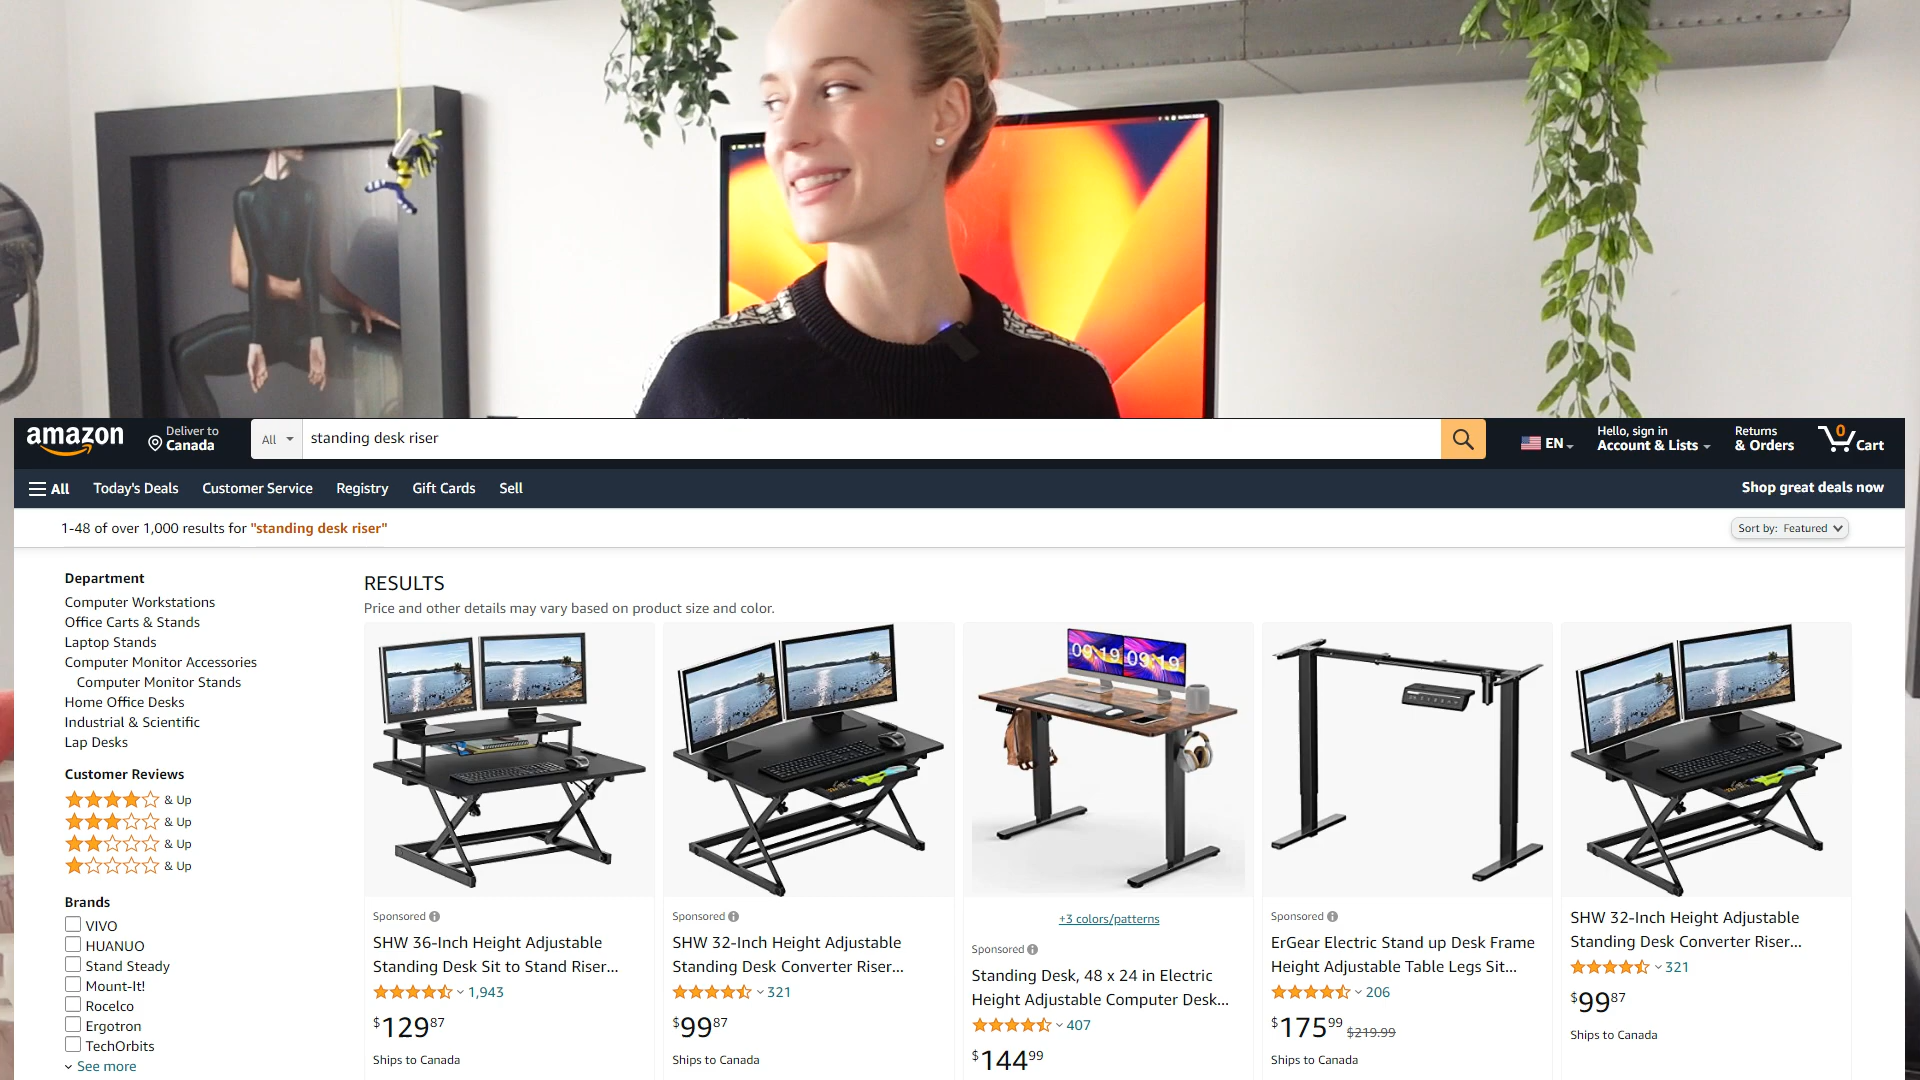 amazon
Deliver to
Canada
All
standing desk riser
EN
Hello, sign in
Account & Lists
Returns
& Orders
0
Cart
All
Today's Deals
Customer Service
Registry
Gift Cards
Sell
Shop great deals now
1-48 of over 1,000 results for "standing desk riser"
Sort by: Featured
Department
Computer Workstations
Office Carts & Stands
Laptop Stands
Computer Monitor Accessories
Computer Monitor Stands
Home Office Desks
Industrial & Scientific
Lap Desks
Customer Reviews
& Up
& Up
& Up
& Up
Brands
VIVO
HUANUO
Stand Steady
Mount-It!
Rocelco
Ergotron
TechOrbits
See more
RESULTS
Price and other details may vary based on product size and color.
Sponsored
SHW 36-Inch Height Adjustable
Standing Desk Sit to Stand Riser...
1,943
$129 87
Ships to Canada
Sponsored
SHW 32-Inch Height Adjustable
Standing Desk Converter Riser...
321
$99 87
Ships to Canada
09:19 09:19
+3 colors/patterns
Sponsored
Standing Desk, 48 x 24 in Electric
Height Adjustable Computer Desk...
407
$144 99
Sponsored
ErGear Electric Stand up Desk Frame
Height Adjustable Table Legs Sit...
206
$175 99 $219.99
Ships to Canada
SHW 32-Inch Height Adjustable
Standing Desk Converter Riser...
321
$99 87
Ships to Canada